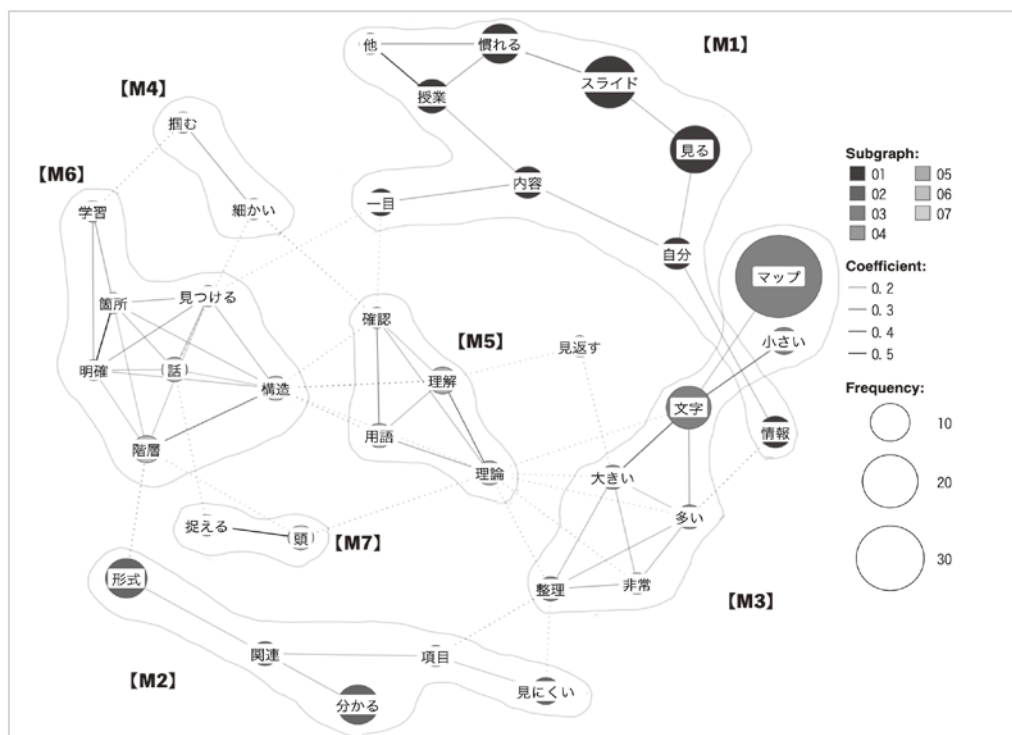 【M1】
他
慣れる
スライド
授業
見る
内容
一目
自分
情報
【M4】
掴む
細かい
【M6】
学習
箇所
見つける
明確
話
構造
階層
【M5】
確認
理解
用語
理論
見返す
マップ
小さい
文字
大きい
多い
整理
非常
【M3】
捉える
頭
【M7】
形式
関連
項目
分かる
見にくい
【M2】
Subgraph:
01
02
03
04
05
06
07
Coefficient:
0. 2
0. 3
0. 4
0. 5
Frequency:
10
20
30